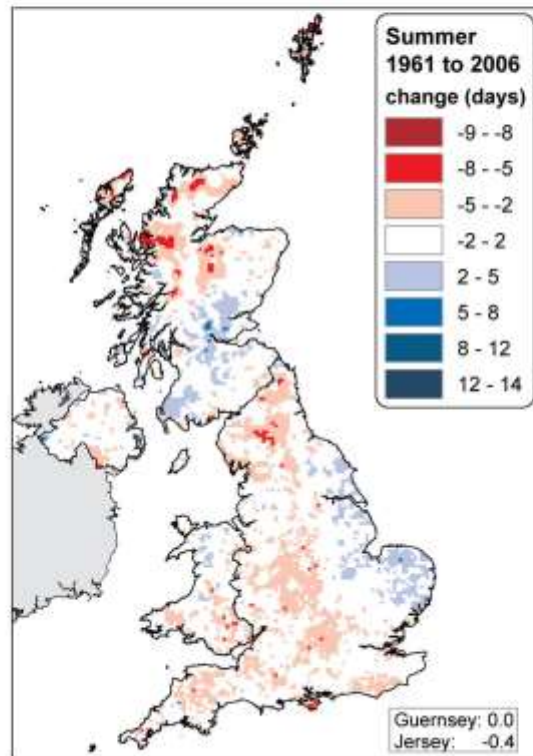 Summer
1961 to 2006
change (days)
-9 - -8
-8 - -5
-5 - -2
-2 - 2
2 - 5
5 - 8
8 - 12
12 - 14
Guernsey: 0.0
Jersey: -0.4